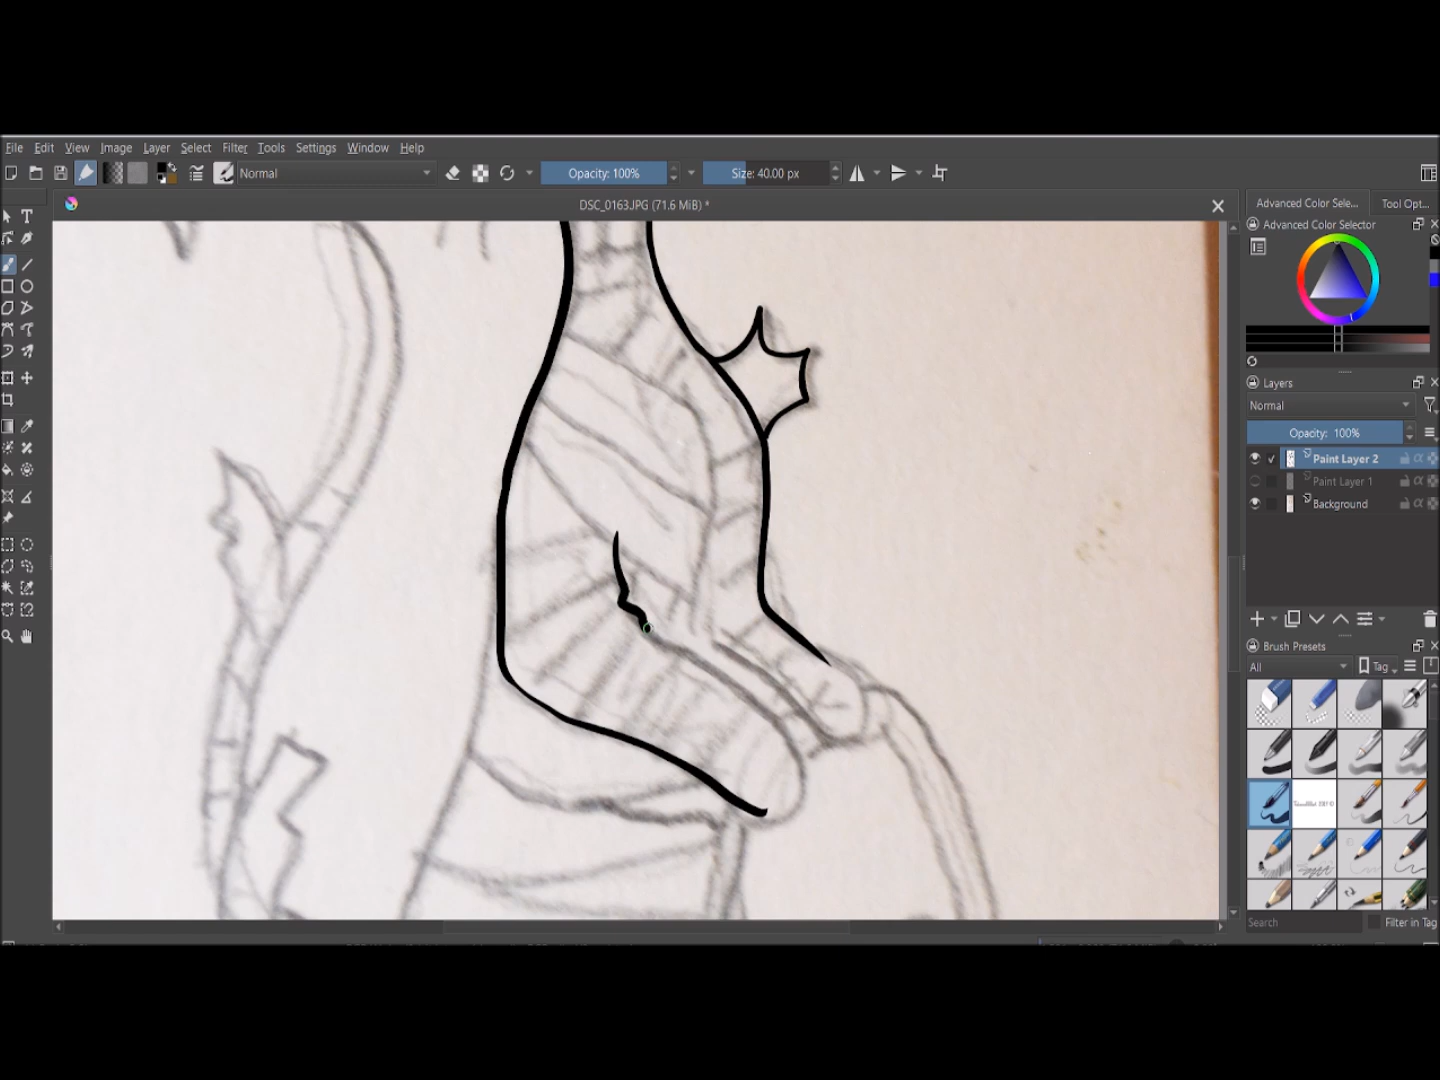 File Edit View Image Layer Select Filter Tools Settings Window Help
Normal Opacity: 100% Size: 40.00 px
DSC_0163JPG (71.6 MiB) *
Advanced Color Sele... Tool Opt...
Advanced Color Selector
Layers
Normal
Opacity: 100%
Paint Layer 2
Paint Layer 1
Background
Brush Presets
All Tag
Search Filter in Tag